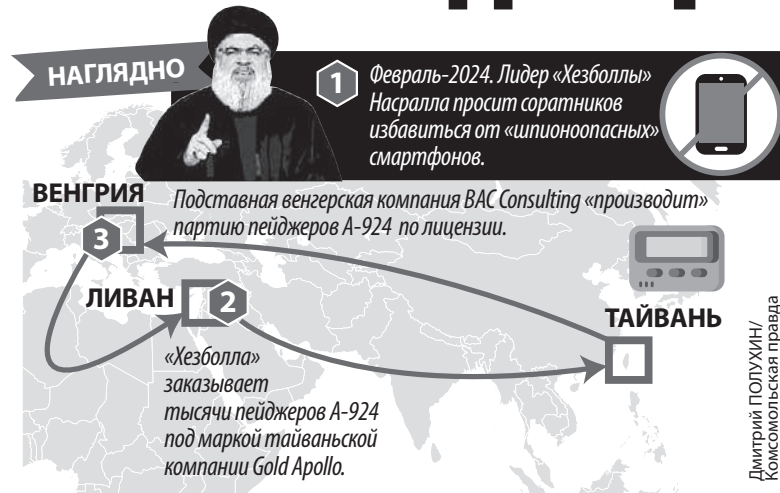 НАГЛЯДНО
1
Февраль-2024. Лидер «Хезболлы»
Насралла просит соратников
избавиться от «шпионоопасных»
смартфонов.
ВЕНГРИЯ
Подставная венгерская компания BAC Consulting «производит»
партию пейджеров A-924 по лицензии.
3
ЛИВАН
2
ТАЙВАНЬ
«Хезболла»
заказывает
тысячи пейджеров A-924
под маркой тайваньской
компании Gold Apollo.
Дмитрий ПОЛУХИН/
Комсомольская правда